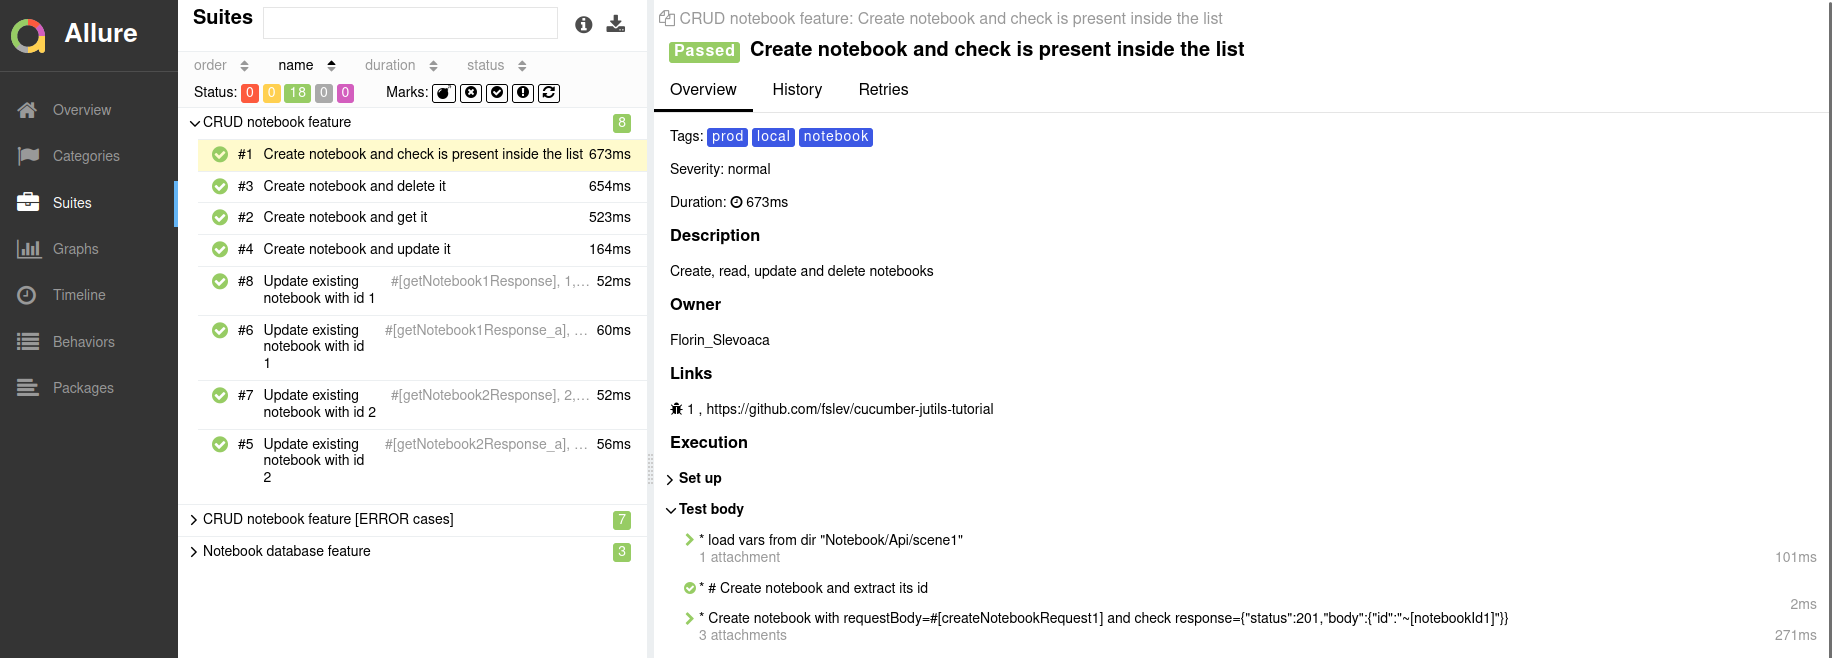 Allure
Overview
Categories
Suites
Graphs
Timeline
Behaviors
Packages
Suites
order name duration status
Status: 0 0 18 0 0 Marks:
CRUD notebook feature 8
#1 Create notebook and check is present inside the list 673ms
#3 Create notebook and delete it 654ms
#2 Create notebook and get it 523ms
#4 Create notebook and update it 164ms
#8 Update existing #[getNotebook1Response], 1,... 52ms
notebook with id 1
#6 Update existing #[getNotebook1Response_a], ... 60ms
notebook with id
1
#7 Update existing #[getNotebook2Response], 2,... 52ms
notebook with id 2
#5 Update existing #[getNotebook2Response_a], ... 56ms
notebook with id
2
CRUD notebook feature [ERROR cases] 7
Notebook database feature 3
CRUD notebook feature: Create notebook and check is present inside the list
Passed Create notebook and check is present inside the list
Overview History Retries
Tags: prod local notebook
Severity: normal
Duration: 673ms
Description
Create, read, update and delete notebooks
Owner
Florin_Slevoaca
Links
1 , https://github.com/fslev/cucumber-jutils-tutorial
Execution
Set up
Test body
* load vars from dir "Notebook/Api/scene1"
1 attachment 101ms
* # Create notebook and extract its id
2ms
* Create notebook with requestBody=#[createNotebookRequest1] and check response={"status":201,"body":{"id":"~[notebookId1]"}}
3 attachments 271ms